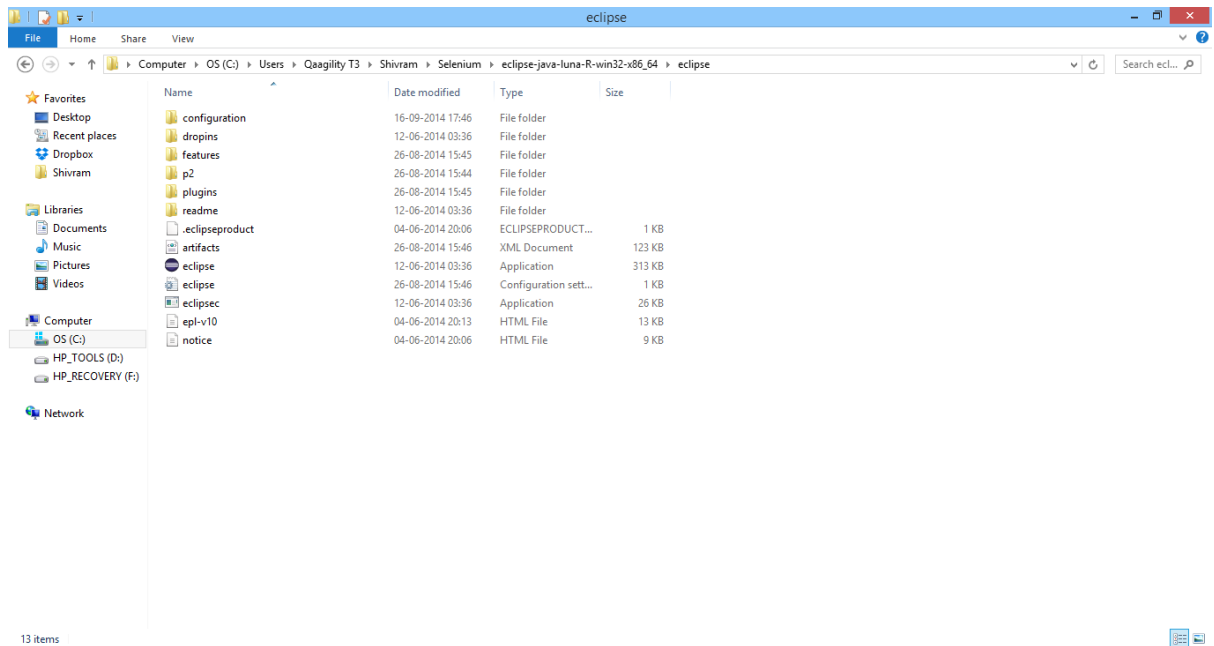 eclipse
File Home Share View
Computer OS (C:) Users Qaagility T3 Shivram Selenium eclipse-java-luna-R-win32-x86_64 eclipse
Search ecl...
Favorites
Desktop
Recent places
Dropbox
Shivram
Libraries
Documents
Music
Pictures
Videos
Computer
OS (C:)
HP_TOOLS (D:)
HP_RECOVERY (F:)
Network
Name Date modified Type Size
configuration 16-09-2014 17:46 File folder
dropins 12-06-2014 03:36 File folder
features 26-08-2014 15:45 File folder
p2 26-08-2014 15:44 File folder
plugins 26-08-2014 15:45 File folder
readme 12-06-2014 03:36 File folder
.eclipseproduct 04-06-2014 20:06 ECLIPSEPRODUCT... 1 KB
artifacts 26-08-2014 15:46 XML Document 123 KB
eclipse 12-06-2014 03:36 Application 313 KB
eclipse 26-08-2014 15:46 Configuration sett... 1 KB
eclipsec 12-06-2014 03:36 Application 26 KB
epl-v10 04-06-2014 20:13 HTML File 13 KB
notice 04-06-2014 20:06 HTML File 9 KB
13 items